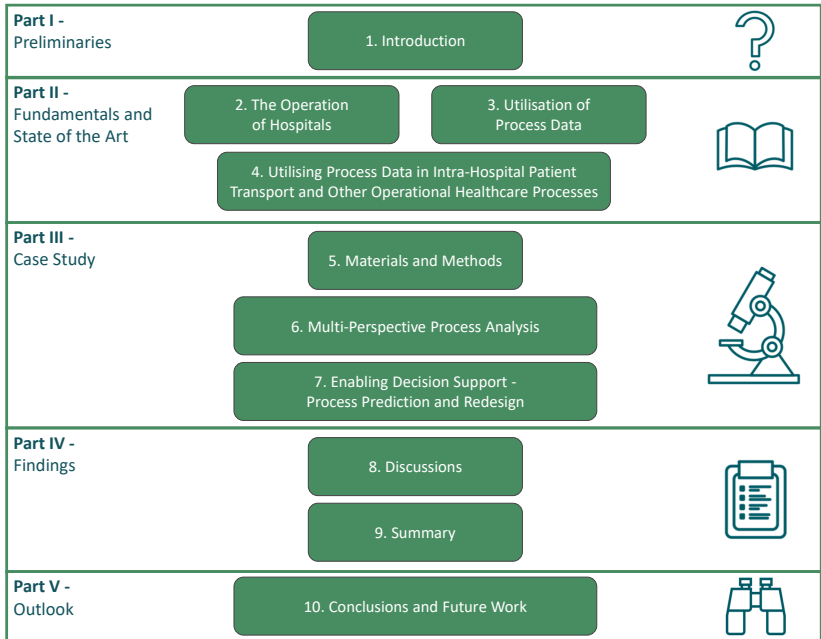 Part I -
Preliminaries
1. Introduction
Part II -
Fundamentals and
State of the Art
2. The Operation
of Hospitals
3. Utilisation of
Process Data
4. Utilising Process Data in Intra-Hospital Patient
Transport and Other Operational Healthcare Processes
Part III -
Case Study
5. Materials and Methods
6. Multi-Perspective Process Analysis
7. Enabling Decision Support -
Process Prediction and Redesign
Part IV -
Findings
8. Discussions
9. Summary
Part V -
Outlook
10. Conclusions and Future Work